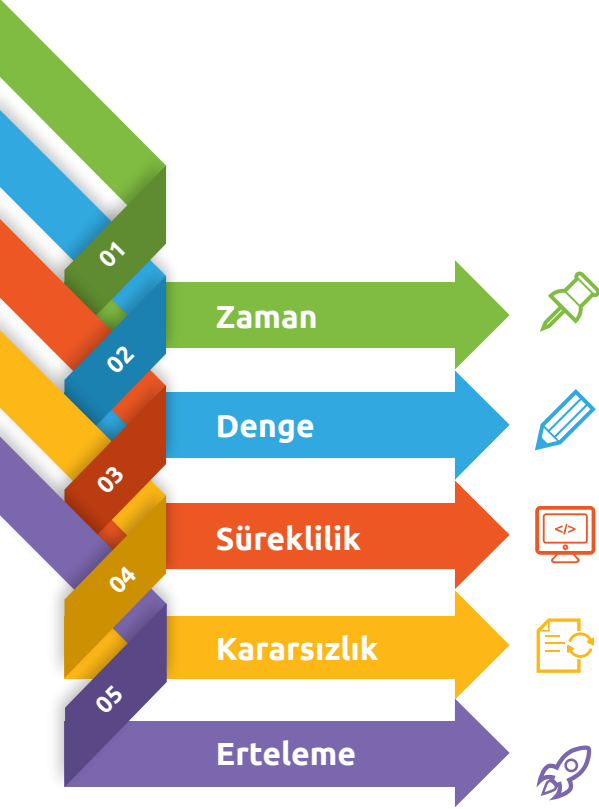 01
Zaman
02
Denge
03
Süreklilik
</>
04
Kararsızlık
05
Erteleme